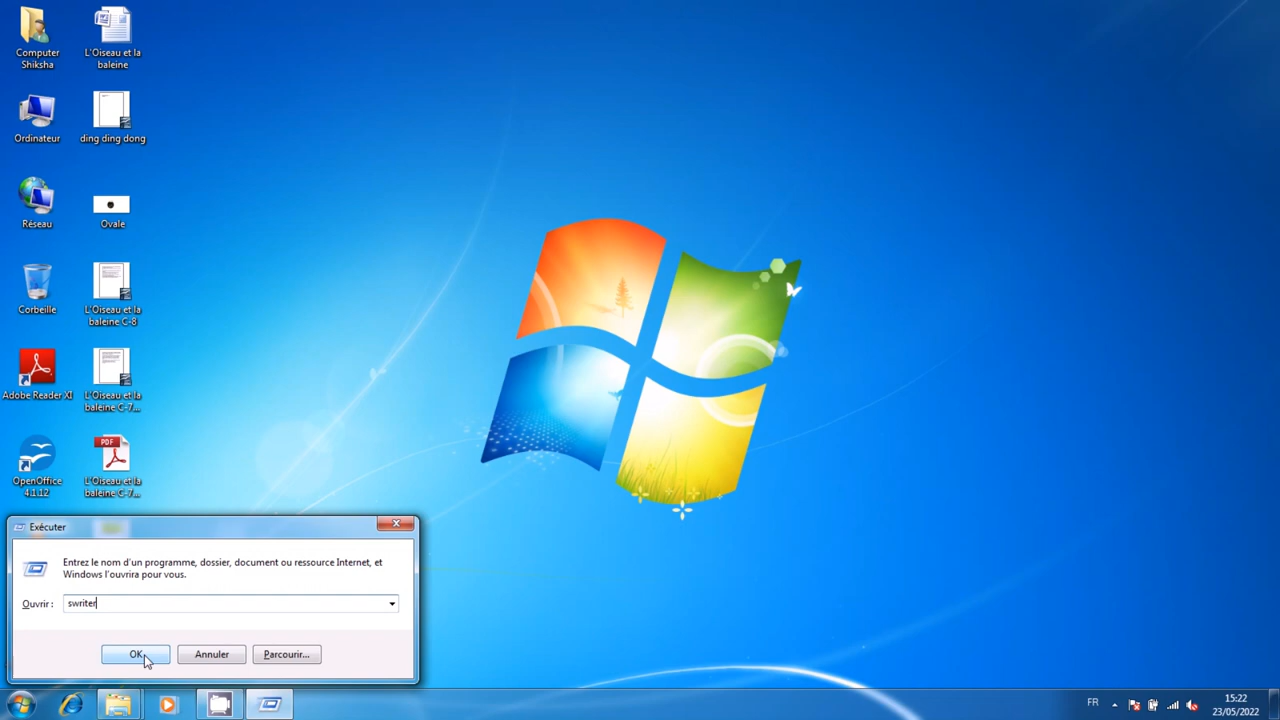 Computer
Shiksha
L'Oiseau et la
baleine
Ordinateur
ding ding dong
Réseau
Ovale
Corbeille
L'Oiseau et la
baleine C-8
Adobe Reader XI
L'Oiseau et la
baleine C-7...
OpenOffice
4.1.12
PDF
L'Oiseau et la
baleine C-7...
Exécuter
Entrez le nom d'un programme, dossier, document ou ressource Internet, et
Windows l'ouvrira pour vous.
Ouvrir :
swriter
OK
Annuler
Parcourir...
FR
15:22
23/05/2022